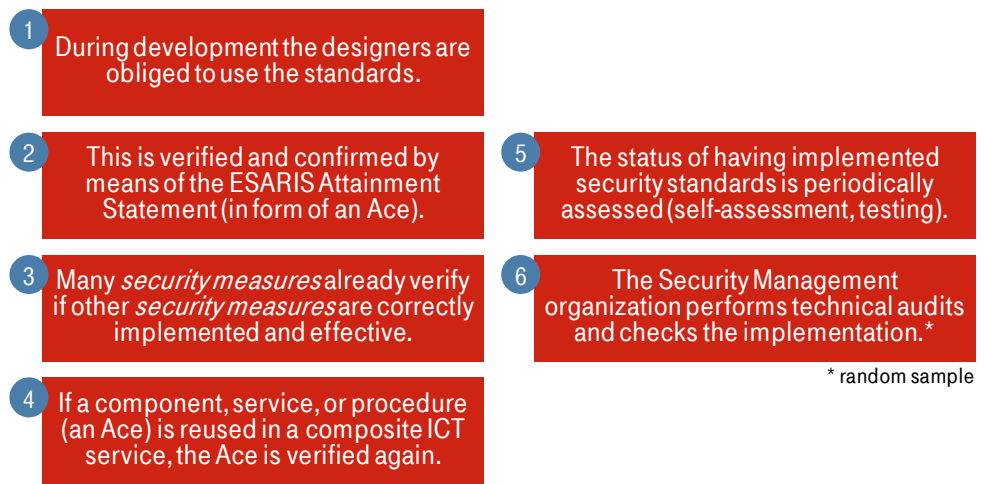 1
During development the designers are
obliged to use the standards.
2
This is verified and confirmed by
means of the ESARIS Attainment
Statement (in form of an Ace).
3
Many security measures already verify
if other security measures are correctly
implemented and effective.
4
If a component, service, or procedure
(an Ace) is reused in a composite ICT
service, the Ace is verified again.
5
The status of having implemented
security standards is periodically
assessed (self-assessment, testing).
6
The Security Management
organization performs technical audits
and checks the implementation.*
* random sample